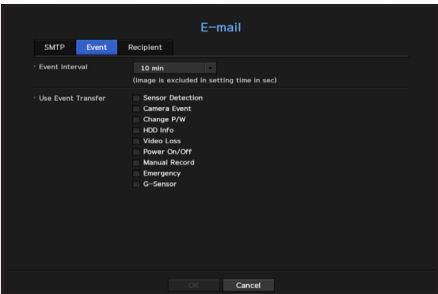 E-mail
SMTP Event Recipient
Event Interval 10 min
(Image is excluded in setting time in sec)
Use Event Transfer Sensor Detection
Camera Event
Change P/W
HDD Info
Video Loss
Power On/Off
Manual Record
Emergency
G-Sensor
OK Cancel